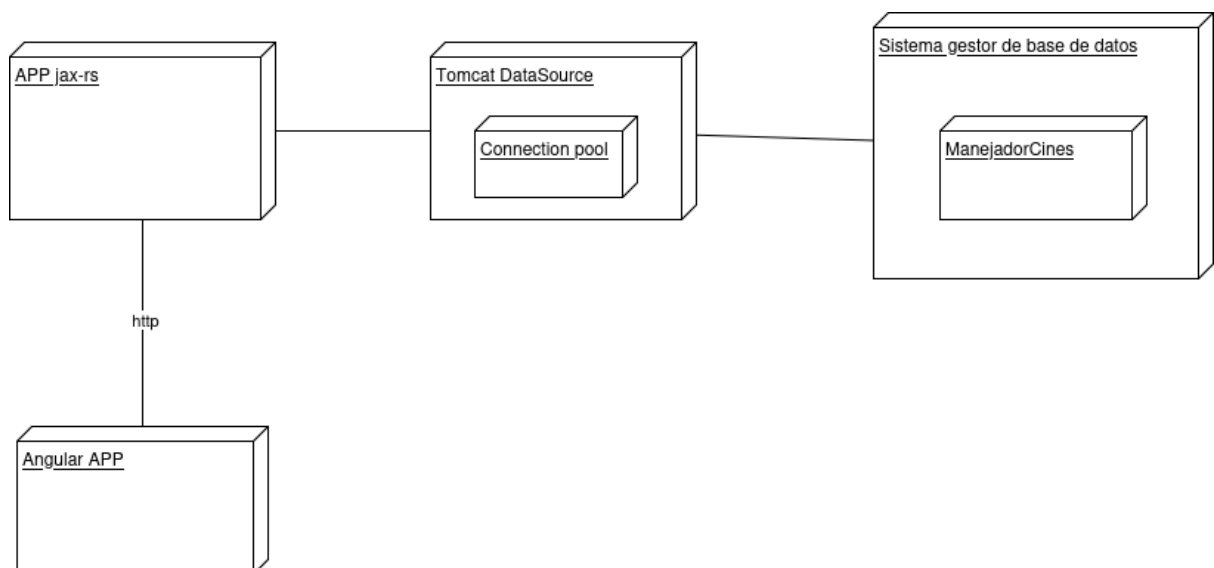 APP jax-rs
Tomcat DataSource
Connection pool
Sistema gestor de base de datos
ManejadorCines
http
Angular APP